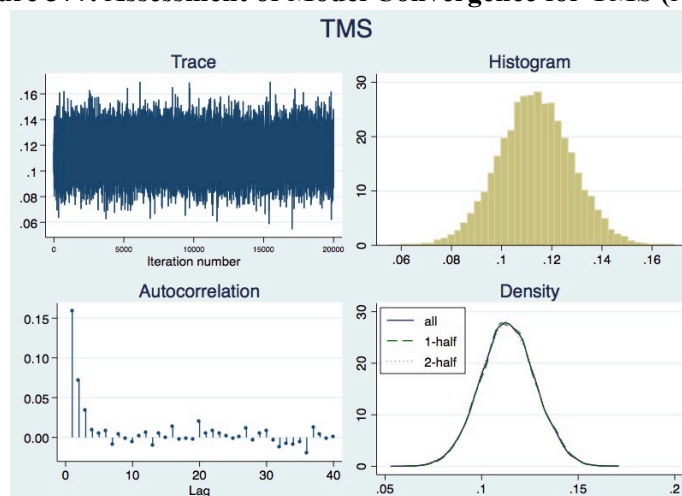 TMS
Trace
.16
.14
.12
.1
.08
.06
0 5000 10000 15000 20000
Iteration number
Histogram
30
20
10
0
.06 .08 .1 .12 .14 .16
Autocorrelation
0.15
0.10
0.05
0.00
0 10 20 30 40
Lag
Density
30
20
10
0
all
1-half
2-half
.05 .1 .15 .2